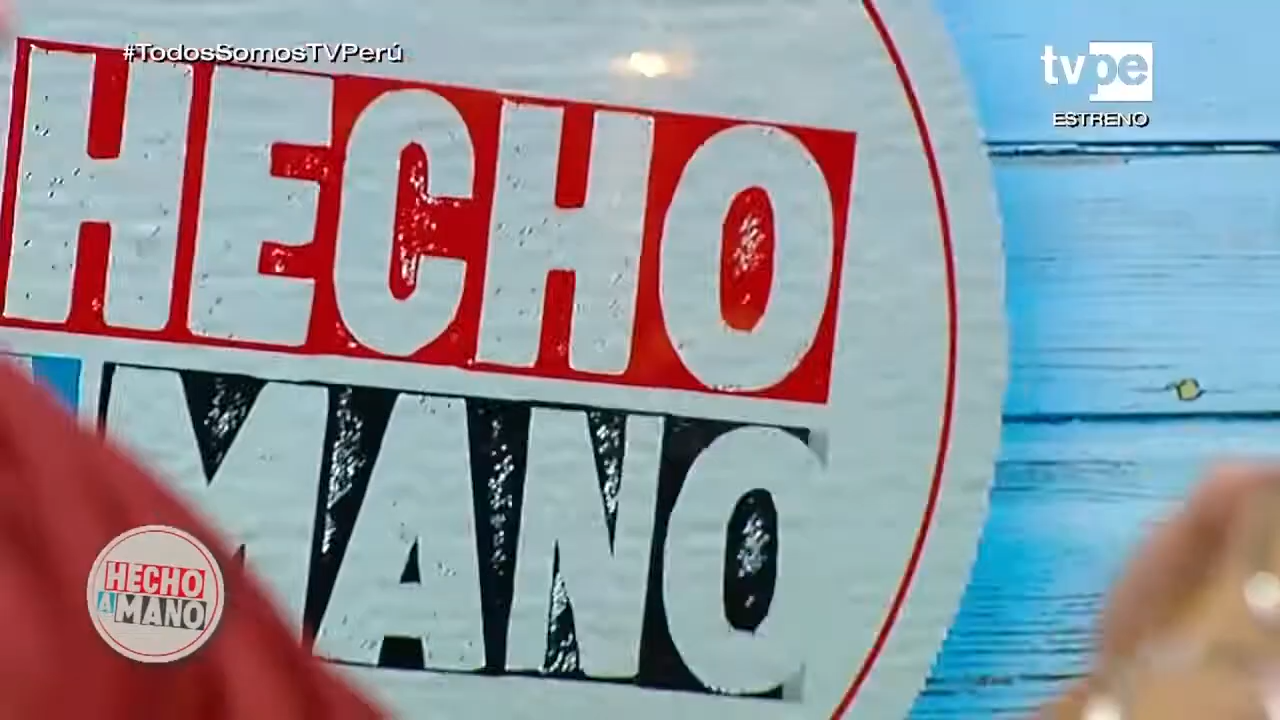 #TodosSomosTVPerú
tvpe
ESTRENO
HECHO
MANO
HECHO
A MANO